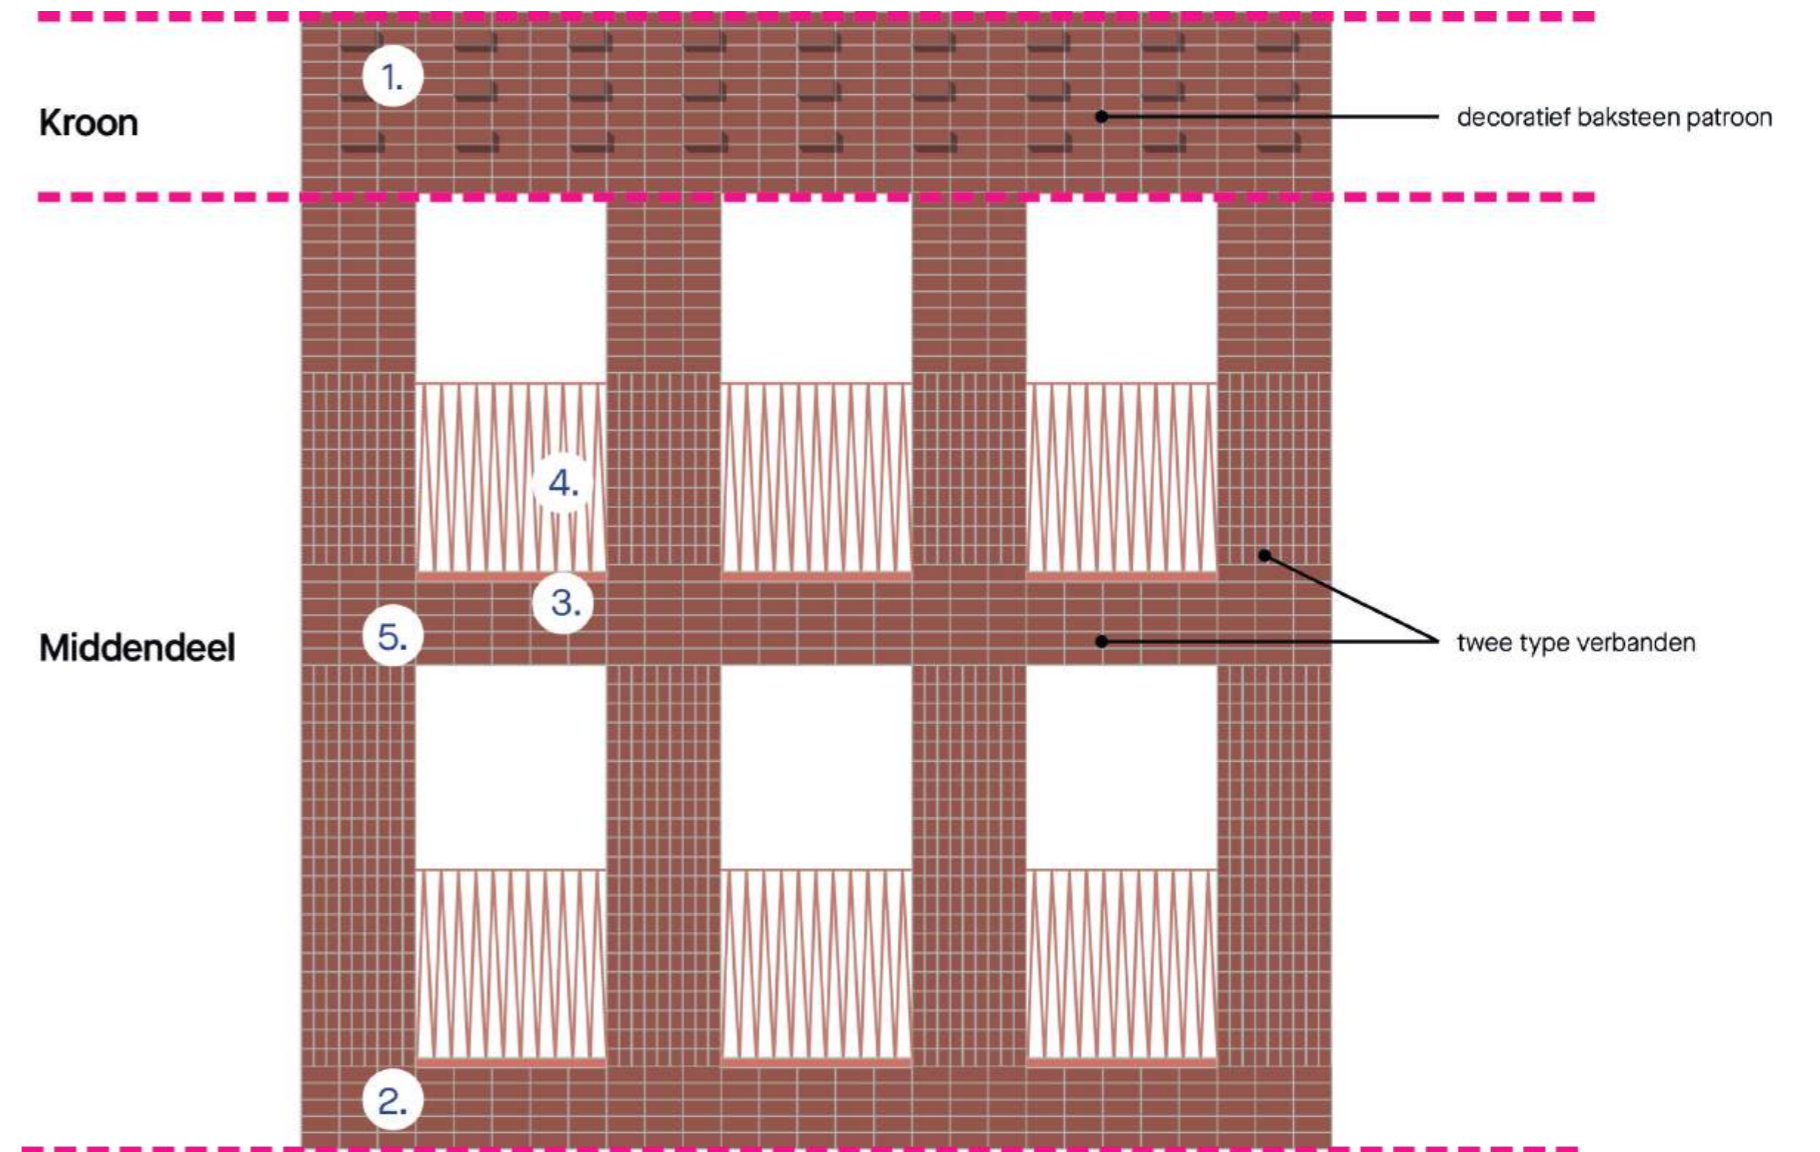 1.
Kroon
decoratief baksteen patroon
4.
3.
5.
Middendeel
twee type verbanden
2.